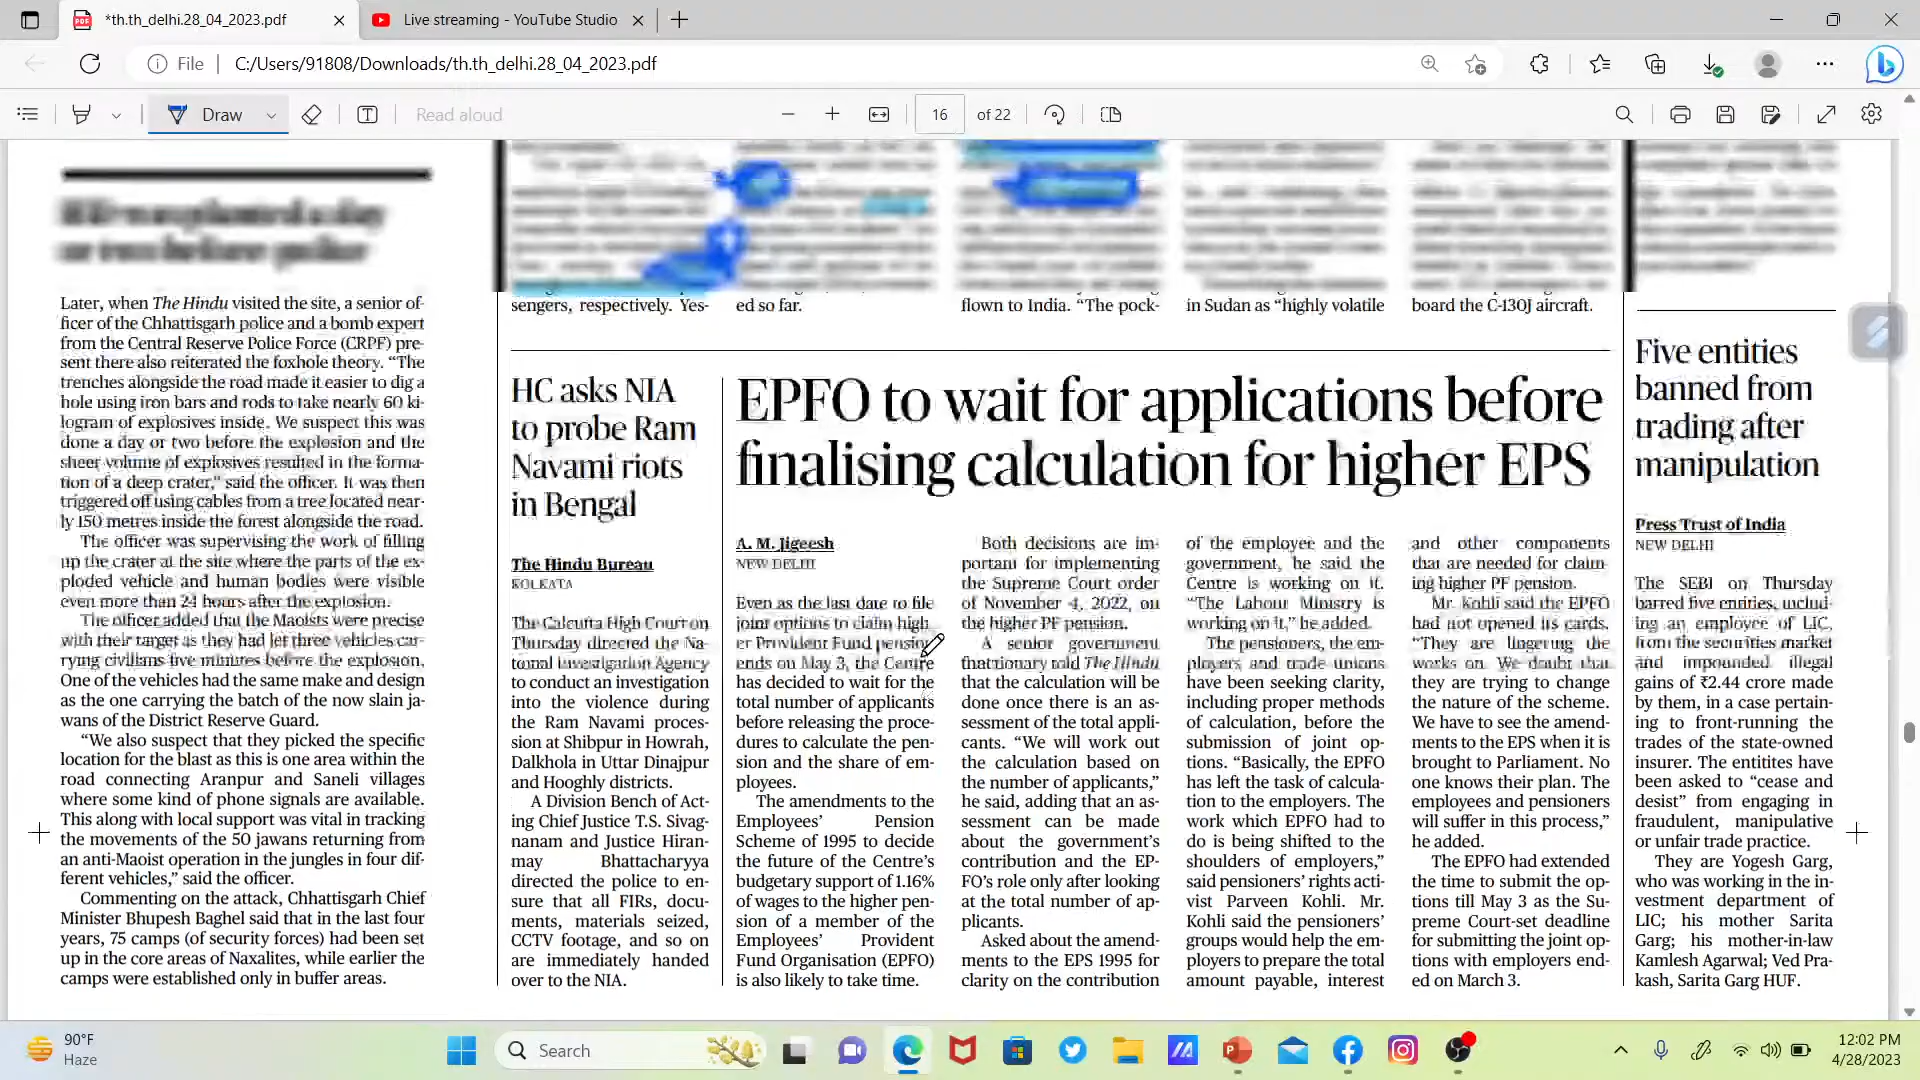 *th.th_delhi.28_04_2023.pdf
Live streaming - YouTube Studio
File
C:/Users/91808/Downloads/th.th_delhi.28_04_2023.pdf
Draw
Read aloud
16
of 22
Later, when The Hindu visited the site, a senior of-
ficer of the Chhattisgarh police and a bomb expert
from the Central Reserve Police Force (CRPF) pre-
sent there also reiterated the foxhole theory. “The
trenches alongside the road made it easier to dig a
hole using iron bars and rods to take nearly 60 ki-
logram of explosives inside. We suspect this was
done a day or two before the explosion and the
sheer volume of explosives resulted in the forma-
tion of a deep crater,” said the officer. It was then
triggered off using cables from a tree located near-
ly 150 metres inside the forest alongside the road.
The officer was supervising the work of filling
up the crater at the site where the parts of the ex-
ploded vehicle and human bodies were visible
even more than 24 hours after the explosion.
The officer added that the Maoists were precise
with their target as they had let three vehicles car-
rying civilians five minutes before the explosion.
One of the vehicles had the same make and design
as the one carrying the batch of the now slain ja-
wans of the District Reserve Guard.
“We also suspect that they picked the specific
location for the blast as this is one area within the
road connecting Aranpur and Saneli villages
where some kind of phone signals are available.
This along with local support was vital in tracking
the movements of the 50 jawans returning from
an anti-Maoist operation in the jungles in four dif-
ferent vehicles,” said the officer.
Commenting on the attack, Chhattisgarh Chief
Minister Bhupesh Baghel said that in the last four
years, 75 camps (of security forces) had been set
up in the core areas of Naxalites, while earlier the
camps were established only in buffer areas.
sengers, respectively. Yes-
ed so far.
flown to India. “The pock-
in Sudan as “highly volatile
board the C-130J aircraft.
HC asks NIA
to probe Ram
Navami riots
in Bengal
The Hindu Bureau
KOLKATA
The Calcutta High Court on
Thursday directed the Na-
tional Investigation Agency
to conduct an investigation
into the violence during
the Ram Navami proces-
sion at Shibpur in Howrah,
Dalkhola in Uttar Dinajpur
and Hooghly districts.
A Division Bench of Act-
ing Chief Justice T.S. Sivag-
nanam and Justice Hiran-
may Bhattacharyya
directed the police to en-
sure that all FIRs, docu-
ments, materials seized,
CCTV footage, and so on
are immediately handed
over to the NIA.
EPFO to wait for applications before
finalising calculation for higher EPS
A. M. Jigeesh
NEW DELHI
Even as the last date to file
joint options to claim high-
er Provident Fund pension
ends on May 3, the Centre
has decided to wait for the
total number of applicants
before releasing the proce-
dures to calculate the pen-
sion and the share of em-
ployees.
The amendments to the
Employees’ Pension
Scheme of 1995 to decide
the future of the Centre’s
budgetary support of 1.16%
of wages to the higher pen-
sion of a member of the
Employees’ Provident
Fund Organisation (EPFO)
is also likely to take time.
Both decisions are im-
portant for implementing
the Supreme Court order
of November 4, 2022, on
the higher PF pension.
A senior government
functionary told The Hindu
that the calculation will be
done once there is an as-
sessment of the total appli-
cants. “We will work out
the calculation based on
the number of applicants,”
he said, adding that an as-
sessment can be made
about the government’s
contribution and the EP-
FO’s role only after looking
at the total number of ap-
plicants.
Asked about the amend-
ments to the EPS 1995 for
clarity on the contribution
of the employee and the
government, he said the
Centre is working on it.
“The Labour Ministry is
working on it,” he added.
The pensioners, the em-
ployers and trade unions
have been seeking clarity,
including proper methods
of calculation, before the
submission of joint op-
tions. “Basically, the EPFO
has left the task of calcula-
tion to the employers. The
work which EPFO had to
do is being shifted to the
shoulders of employers,”
said pensioners’ rights acti-
vist Parveen Kohli. Mr.
Kohli said the pensioners’
groups would help the em-
ployers to prepare the total
amount payable, interest
and other components
that are needed for claim-
ing higher PF pension.
Mr. Kohli said the EPFO
had not opened its cards.
“They are lingering the
works on. We doubt that
they are trying to change
the nature of the scheme.
We have to see the amend-
ments to the EPS when it is
brought to Parliament. No
one knows their plan. The
employees and pensioners
will suffer in this process,”
he added.
The EPFO had extended
the time to submit the op-
tions till May 3 as the Su-
preme Court-set deadline
for submitting the joint op-
tions with employers end-
ed on March 3.
Five entities
banned from
trading after
manipulation
Press Trust of India
NEW DELHI
The SEBI on Thursday
barred five entities, includ-
ing an employee of LIC,
from the securities market
and impounded illegal
gains of ₹2.44 crore made
by them, in a case pertain-
ing to front-running the
trades of the state-owned
insurer. The entitites have
been asked to “cease and
desist” from engaging in
fraudulent, manipulative
or unfair trade practice.
They are Yogesh Garg,
who was working in the in-
vestment department of
LIC; his mother Sarita
Garg; his mother-in-law
Kamlesh Agarwal; Ved Pra-
kash, Sarita Garg HUF.
90°F
Haze
Search
12:02 PM
4/28/2023